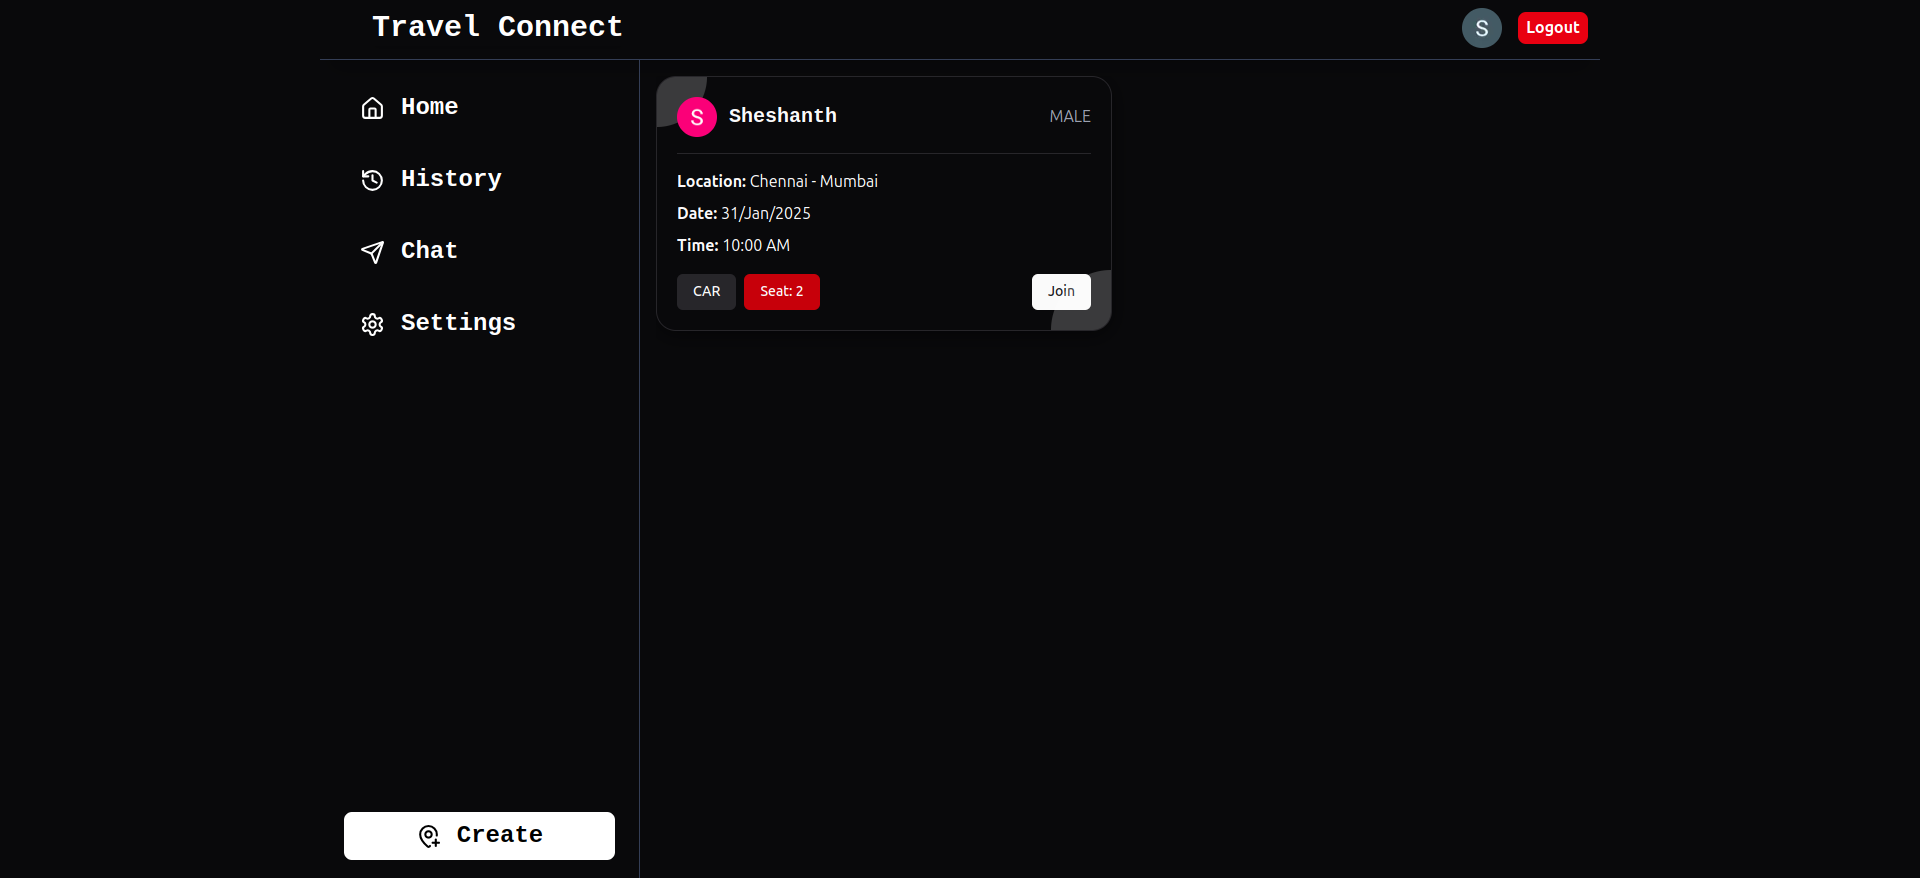 Travel Connect
S
Logout
Home
History
Chat
Settings
Create
S
Sheshanth
MALE
Location: Chennai - Mumbai
Date: 31/Jan/2025
Time: 10:00 AM
CAR
Seat: 2
Join